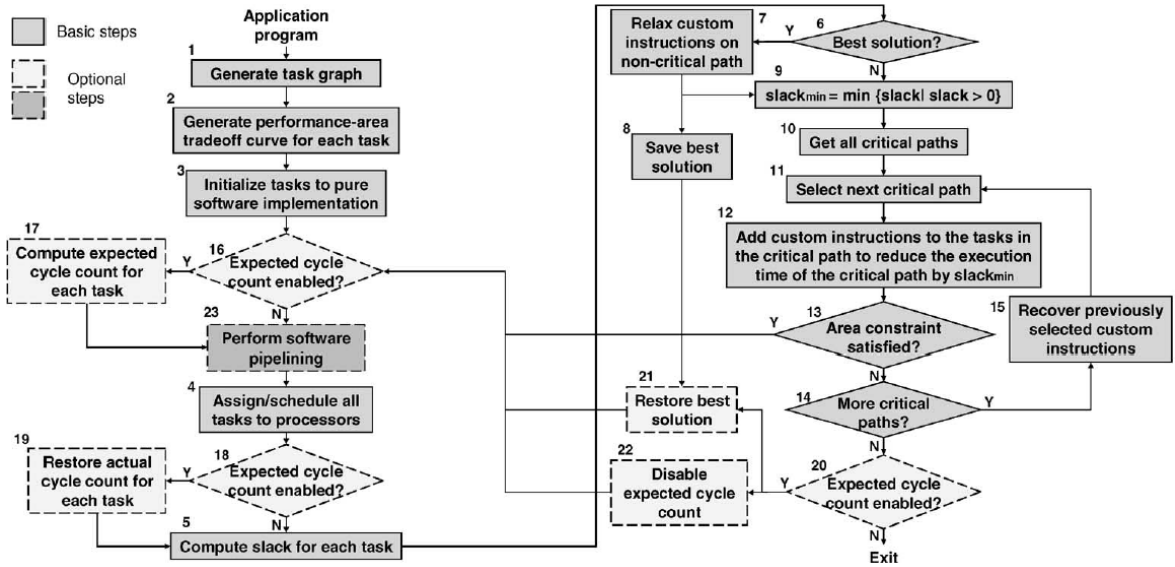 Basic steps
Optional
steps
Application
program
1
Generate task graph
2
Generate performance-area
tradeoff curve for each task
3
Initialize tasks to pure
software implementation
16
Expected cycle
count enabled?
Y
N
17
Compute expected
cycle count for
each task
23
Perform software
pipelining
4
Assign/schedule all
tasks to processors
18
Expected cycle
count enabled?
Y
N
19
Restore actual
cycle count for
each task
5
Compute slack for each task
6
Best solution?
Y
N
7
Relax custom
instructions on
non-critical path
8
Save best
solution
9
slackmin = min {slack| slack > 0}
10
Get all critical paths
11
Select next critical path
12
Add custom instructions to the tasks in
the critical path to reduce the execution
time of the critical path by slackmin
13
Area constraint
satisfied?
Y
N
14
More critical
paths?
Y
N
15
Recover previously
selected custom
instructions
20
Expected cycle
count enabled?
Y
N
21
Restore best
solution
22
Disable
expected cycle
count
Exit